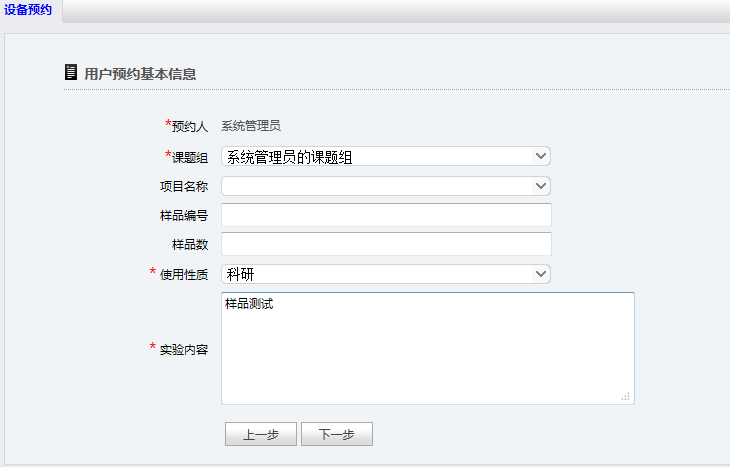 设备预约
用户预约基本信息
*预约人 系统管理员
*课题组 系统管理员的课题组
项目名称
样品编号
样品数
* 使用性质 科研
样品测试
* 实验内容
上一步 下一步